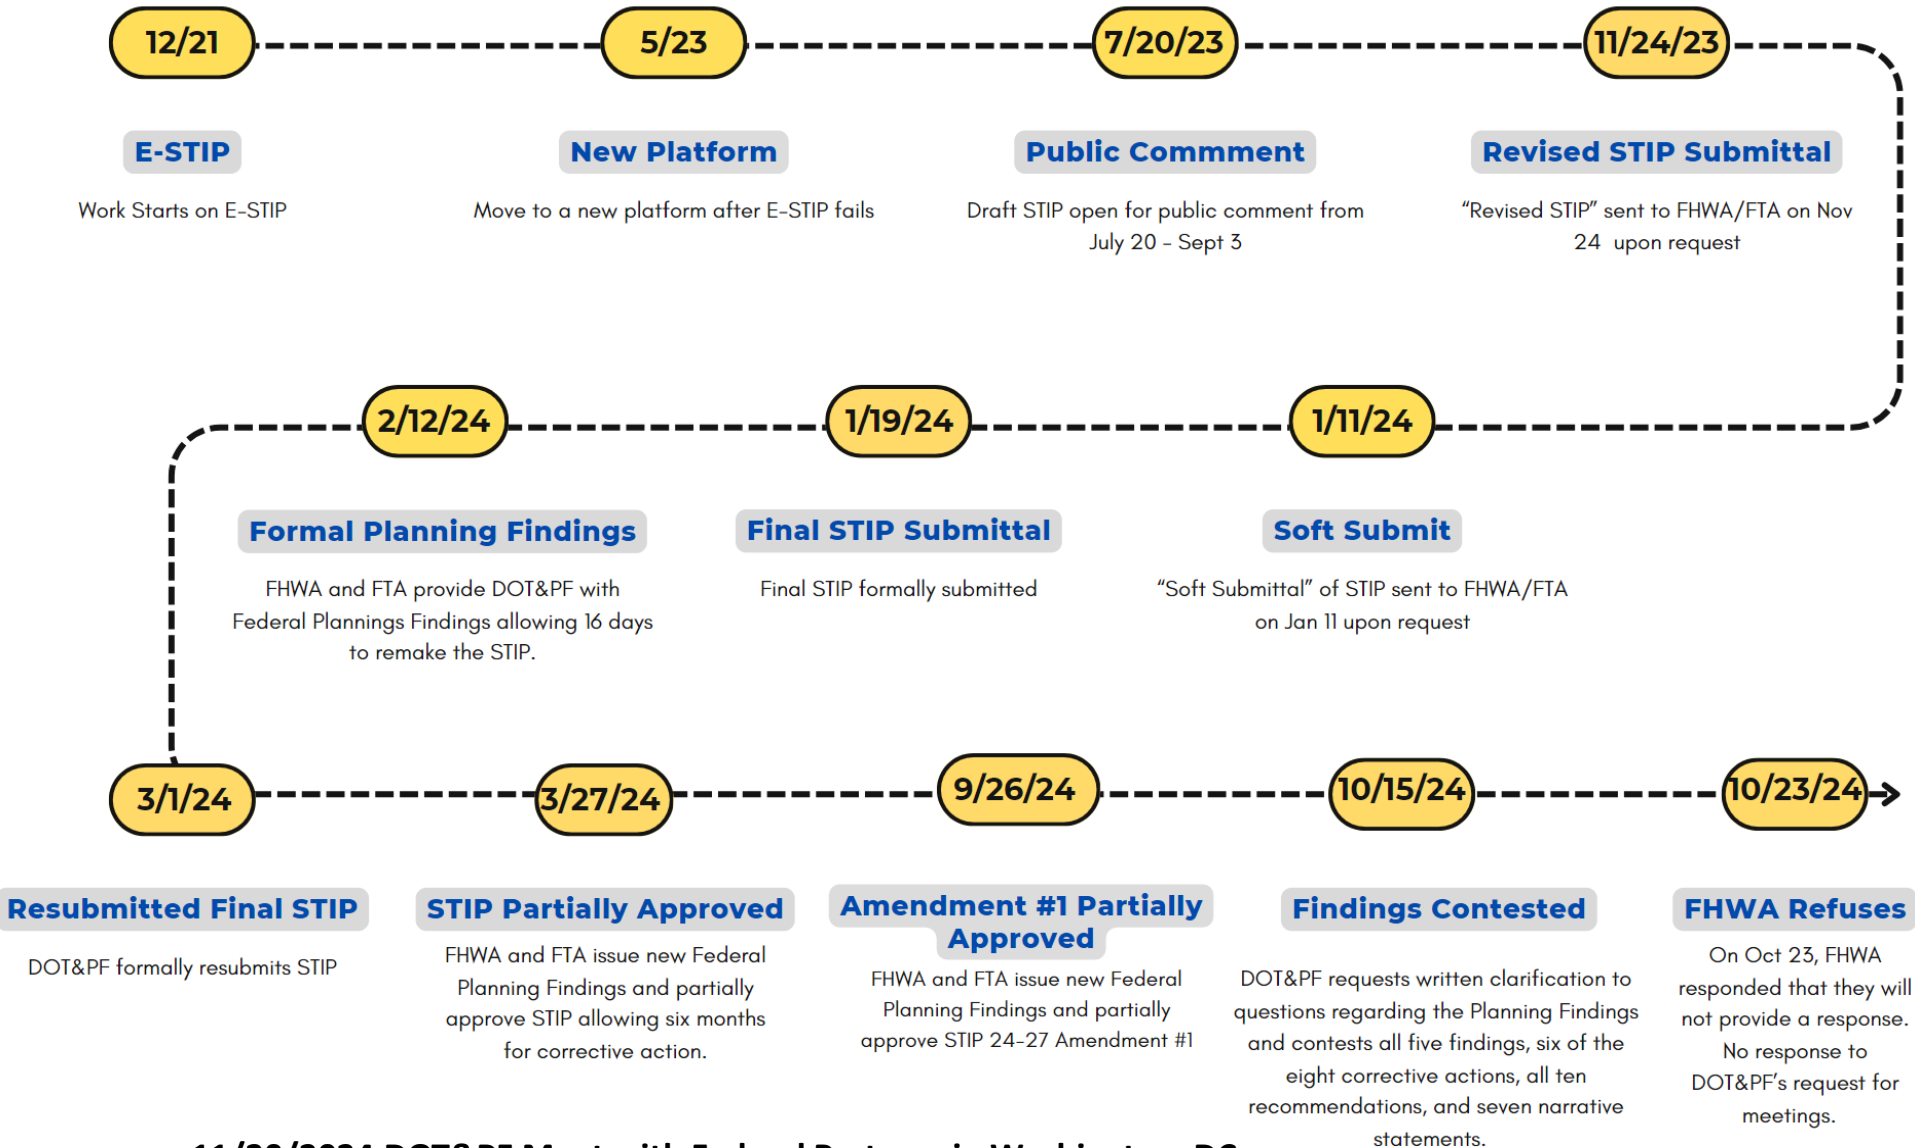 12/21
5/23
7/20/23
11/24/23
E-STIP
New Platform
Public Commment
Revised STIP Submittal
Work Starts on E-STIP
Move to a new platform after E-STIP fails
Draft STIP open for public comment from
July 20 - Sept 3
“Revised STIP” sent to FHWA/FTA on Nov
24 upon request
2/12/24
1/19/24
1/11/24
Formal Planning Findings
Final STIP Submittal
Soft Submit
FHWA and FTA provide DOT&PF with
Federal Plannings Findings allowing 16 days
to remake the STIP.
Final STIP formally submitted
“Soft Submittal” of STIP sent to FHWA/FTA
on Jan 11 upon request
3/1/24
3/27/24
9/26/24
10/15/24
10/23/24
Resubmitted Final STIP
DOT&PF formally resubmits STIP
STIP Partially Approved
FHWA and FTA issue new Federal
Planning Findings and partially
approve STIP allowing six months
for corrective action.
Amendment #1 Partially
Approved
FHWA and FTA issue new Federal
Planning Findings and partially
approve STIP 24-27 Amendment #1
Findings Contested
DOT&PF requests written clarification to
questions regarding the Planning Findings
and contests all five findings, six of the
eight corrective actions, all ten
recommendations, and seven narrative
statements.
FHWA Refuses
On Oct 23, FHWA
responded that they will
not provide a response.
No response to
DOT&PF’s request for
meetings.